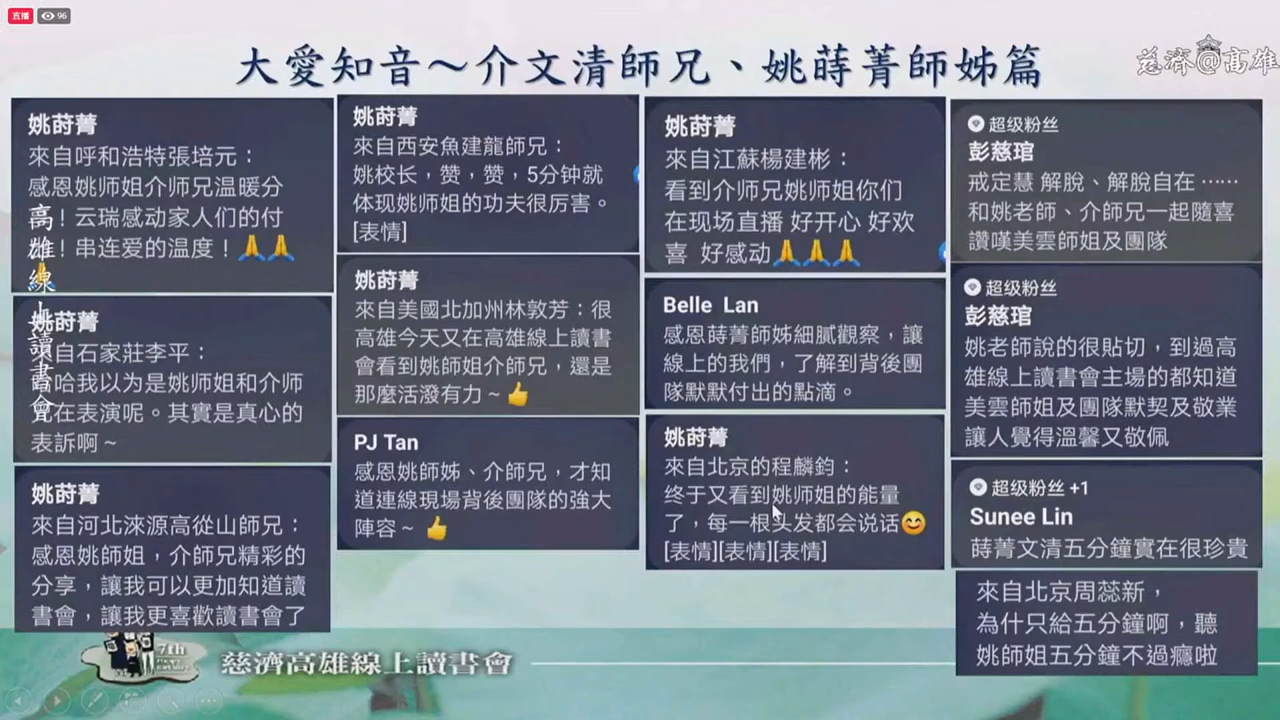 直播 96
大愛知音～介文清師兄、姚蒔菁師姊篇
慈濟@高雄
姚莳菁
來自呼和浩特張培元：
感恩姚师姐介师兄温暖分
！云瑞感动家人们的付
！串连爱的温度！🙏🙏
姚莳菁
自石家莊李平：
哈我以为是姚师姐和介师
在表演呢。其實是真心的
表訴啊～
姚莳菁
來自河北淶源高從山師兄：
感恩姚師姐，介師兄精彩的
分享，讓我可以更加知道讀
書會，讓我更喜歡讀書會了
高雄線上讀書會
姚莳菁
來自西安魚建龍師兄：
姚校长，赞，赞，5分钟就
体现姚师姐的功夫很厉害。
[表情]
姚莳菁
來自美國北加州林敦芳：很
高雄今天又在高雄線上讀書
會看到姚師姐介師兄，還是
那麼活潑有力～👍
PJ Tan
感恩姚師姊、介師兄，才知
道連線現場背後團隊的強大
陣容～ 👍
姚莳菁
來自江蘇楊建彬：
看到介师兄姚师姐你们
在现场直播 好开心 好欢
喜 好感动🙏🙏🙏
Belle Lan
感恩蒔菁師姊細膩觀察，讓
線上的我們，了解到背後團
隊默默付出的點滴。
姚莳菁
來自北京的程麟鈞：
终于又看到姚师姐的能量
了，每一根头发都会说话😊
[表情][表情][表情]
超级粉丝
彭慈琯
戒定慧 解脫、解脫自在 ⋯⋯
和姚老師、介師兄一起隨喜
讚嘆美雲師姐及團隊
超级粉丝
彭慈琯
姚老師說的很貼切，到過高
雄線上讀書會主場的都知道
美雲師姐及團隊默契及敬業
讓人覺得溫馨又敬佩
超级粉丝 +1
Sunee Lin
蒔菁文清五分鐘實在很珍貴
來自北京周蕊新，
為什只給五分鐘啊，聽
姚師姐五分鐘不過癮啦
7th
慈濟高雄線上讀書會